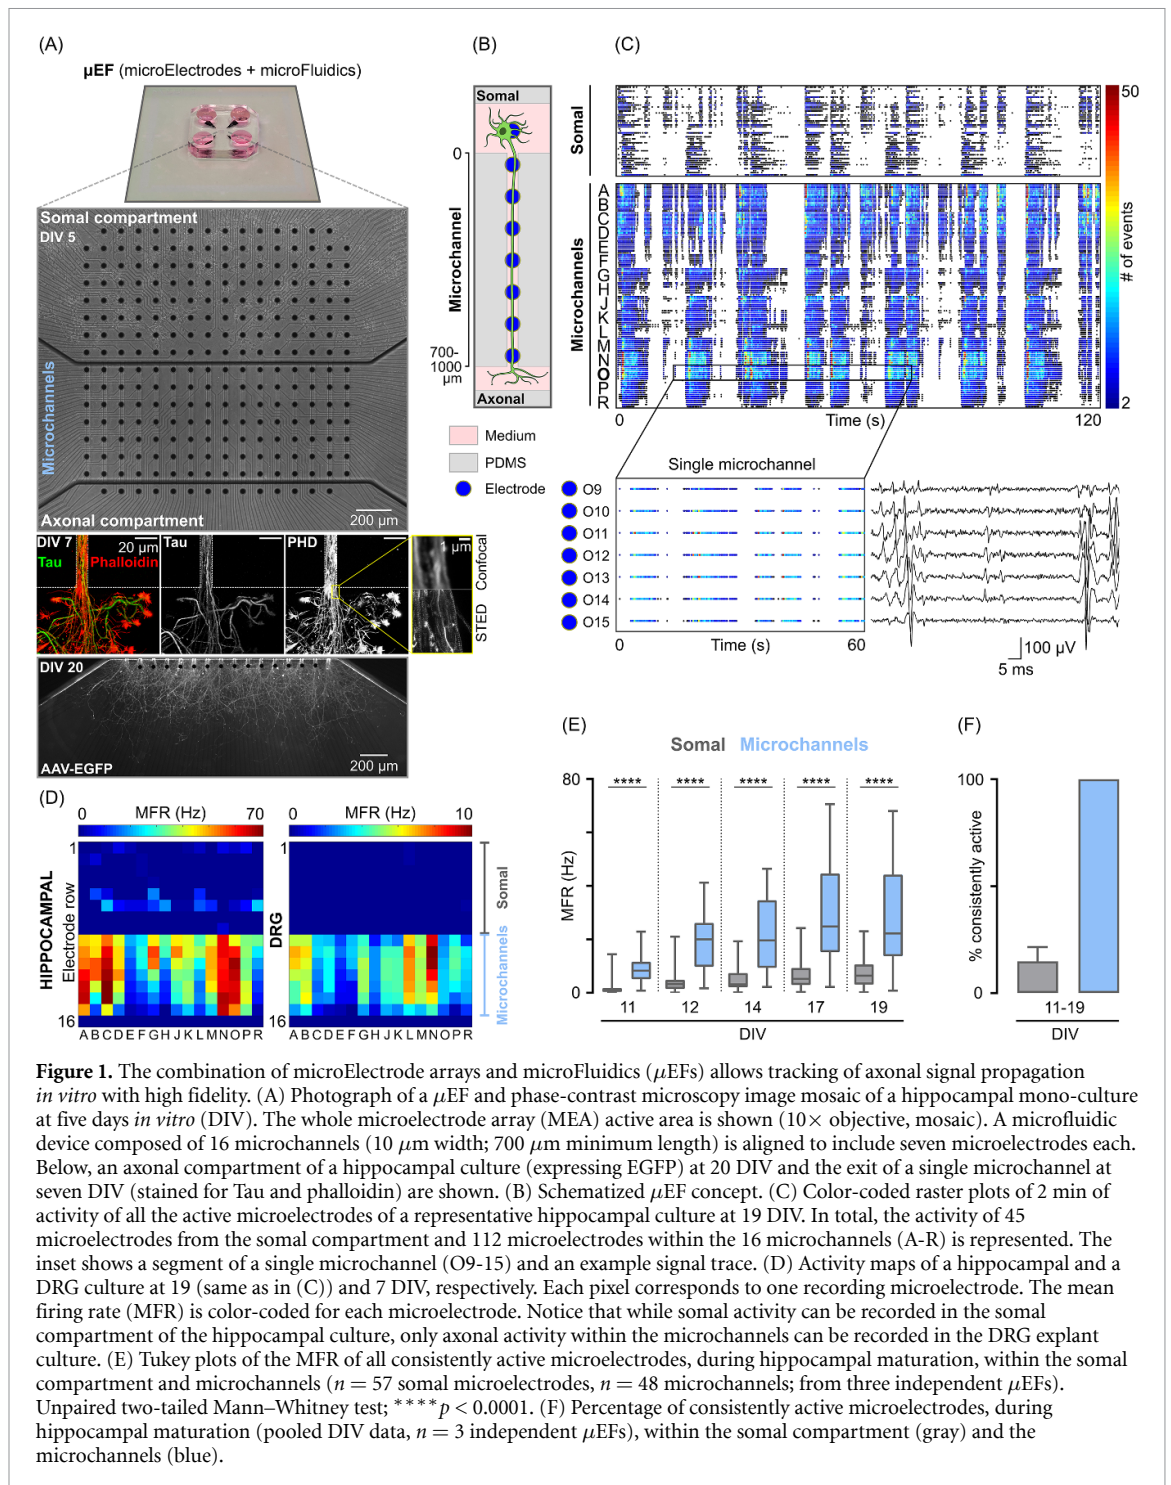 (A)
µEF (microElectrodes + microFluidics)
Somal compartment
DIV 5
Microchannels
Axonal compartment
200 µm
DIV 7
20 µm
Tau
Phalloidin
Tau
PHD
1 µm
Confocal
STED
DIV 20
AAV-EGFP
200 µm
(B)
Somal
0
Microchannel
700-
1000
µm
Axonal
Medium
PDMS
Electrode
(C)
Somal
Microchannels
A
B
C
D
E
F
G
H
J
K
L
M
N
O
P
R
0
Time (s)
120
50
# of events
2
Single microchannel
O9
O10
O11
O12
O13
O14
O15
0
Time (s)
60
100 µV
5 ms
(D)
0 MFR (Hz) 70
0 MFR (Hz) 10
HIPPOCAMPAL
Electrode row
1
16
DRG
1
16
Somal
Microchannels
A B C D E F G H J K L M N O P R
A B C D E F G H J K L M N O P R
(E)
Somal Microchannels
80
MFR (Hz)
0
**** **** **** **** ****
11 12 14 17 19
DIV
(F)
100
% consistently active
0
11-19
DIV
Figure 1. The combination of microElectrode arrays and microFluidics (µEFs) allows tracking of axonal signal propagation
in vitro with high fidelity. (A) Photograph of a µEF and phase-contrast microscopy image mosaic of a hippocampal mono-culture
at five days in vitro (DIV). The whole microelectrode array (MEA) active area is shown (10× objective, mosaic). A microfluidic
device composed of 16 microchannels (10 µm width; 700 µm minimum length) is aligned to include seven microelectrodes each.
Below, an axonal compartment of a hippocampal culture (expressing EGFP) at 20 DIV and the exit of a single microchannel at
seven DIV (stained for Tau and phalloidin) are shown. (B) Schematized µEF concept. (C) Color-coded raster plots of 2 min of
activity of all the active microelectrodes of a representative hippocampal culture at 19 DIV. In total, the activity of 45
microelectrodes from the somal compartment and 112 microelectrodes within the 16 microchannels (A-R) is represented. The
inset shows a segment of a single microchannel (O9-15) and an example signal trace. (D) Activity maps of a hippocampal and a
DRG culture at 19 (same as in (C)) and 7 DIV, respectively. Each pixel corresponds to one recording microelectrode. The mean
firing rate (MFR) is color-coded for each microelectrode. Notice that while somal activity can be recorded in the somal
compartment of the hippocampal culture, only axonal activity within the microchannels can be recorded in the DRG explant
culture. (E) Tukey plots of the MFR of all consistently active microelectrodes, during hippocampal maturation, within the somal
compartment and microchannels (n = 57 somal microelectrodes, n = 48 microchannels; from three independent µEFs).
Unpaired two-tailed Mann–Whitney test; ****p < 0.0001. (F) Percentage of consistently active microelectrodes, during
hippocampal maturation (pooled DIV data, n = 3 independent µEFs), within the somal compartment (gray) and the
microchannels (blue).